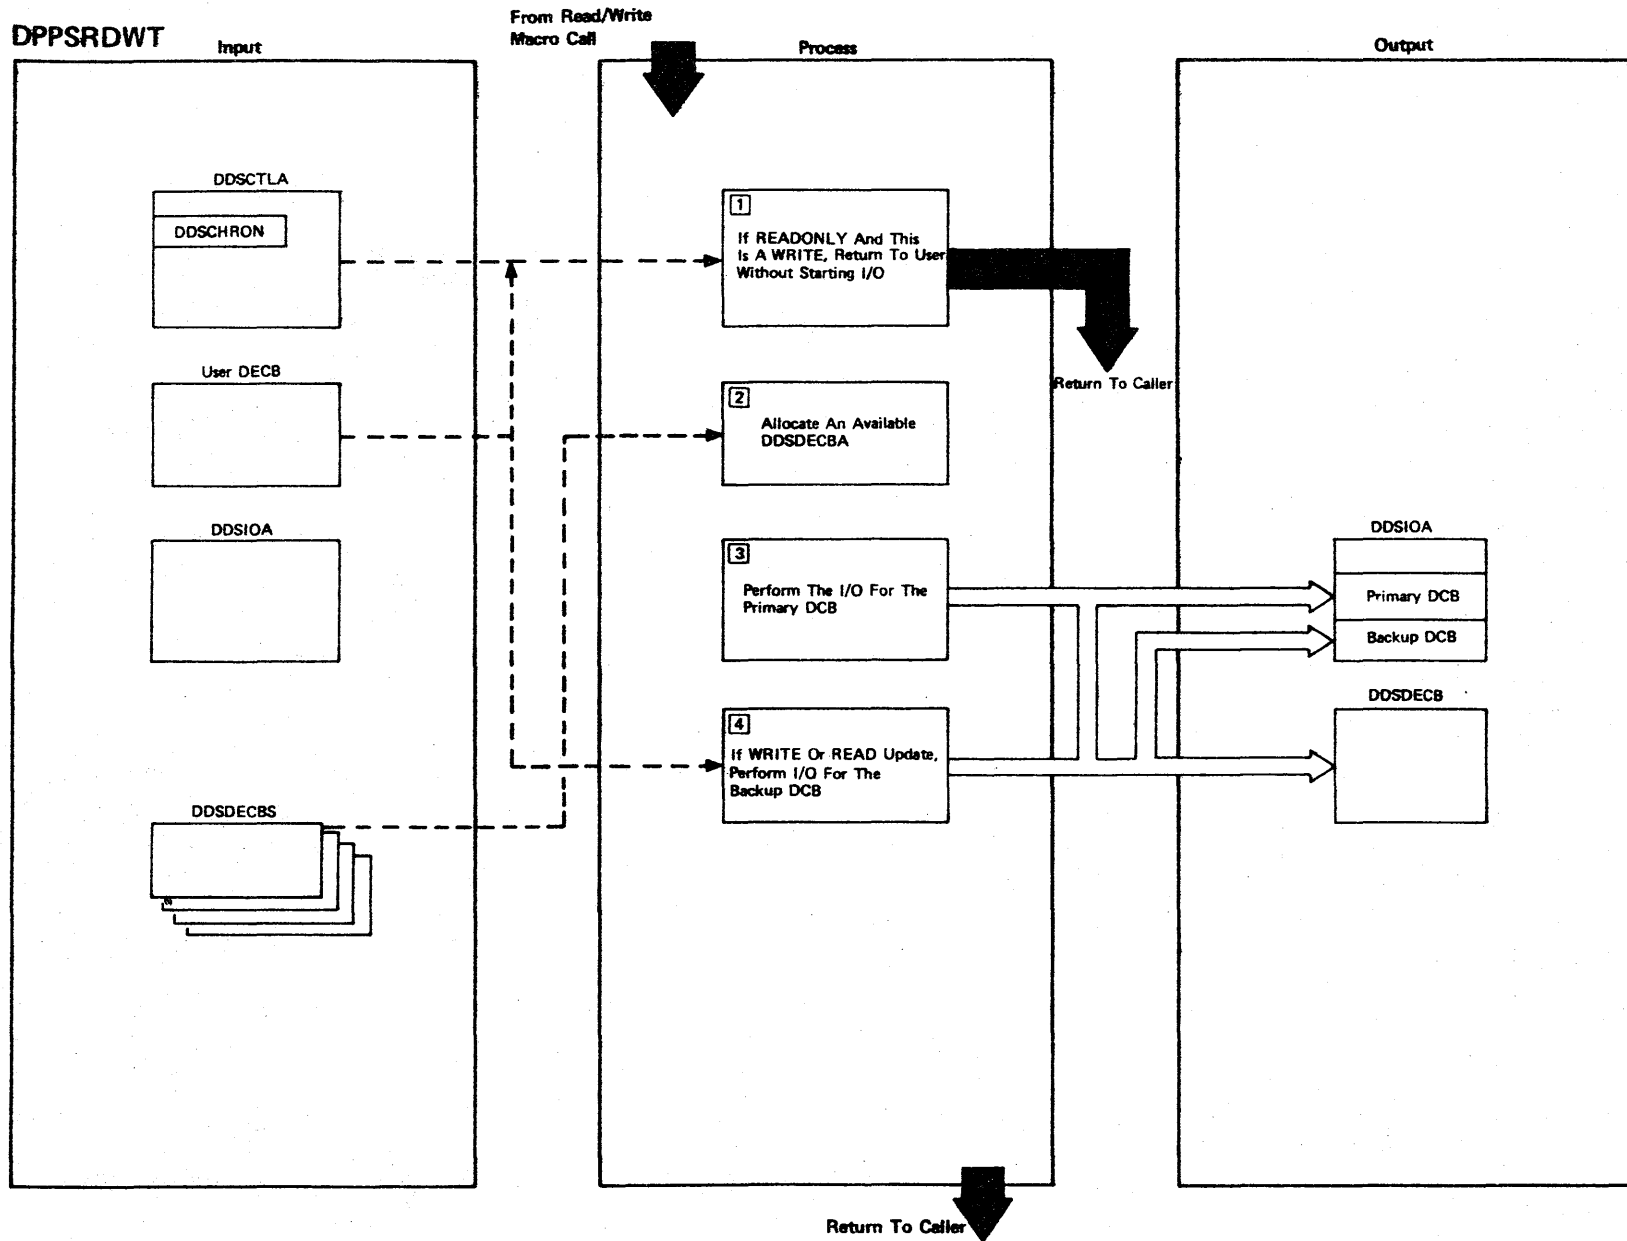 DPPSRDWT
Input
From Read/Write
Macro Call
Process
Output
DDSCTLA
DDSCHRON
User DECB
DDSIOA
DDSDECBS
1
If READONLY And This
Is A WRITE, Return To User
Without Starting I/O
Return To Caller
2
Allocate An Available
DDSDECBA
3
Perform The I/O For The
Primary DCB
4
If WRITE Or READ Update,
Perform I/O For The
Backup DCB
DDSIOA
Primary DCB
Backup DCB
DDSDECB
Return To Caller